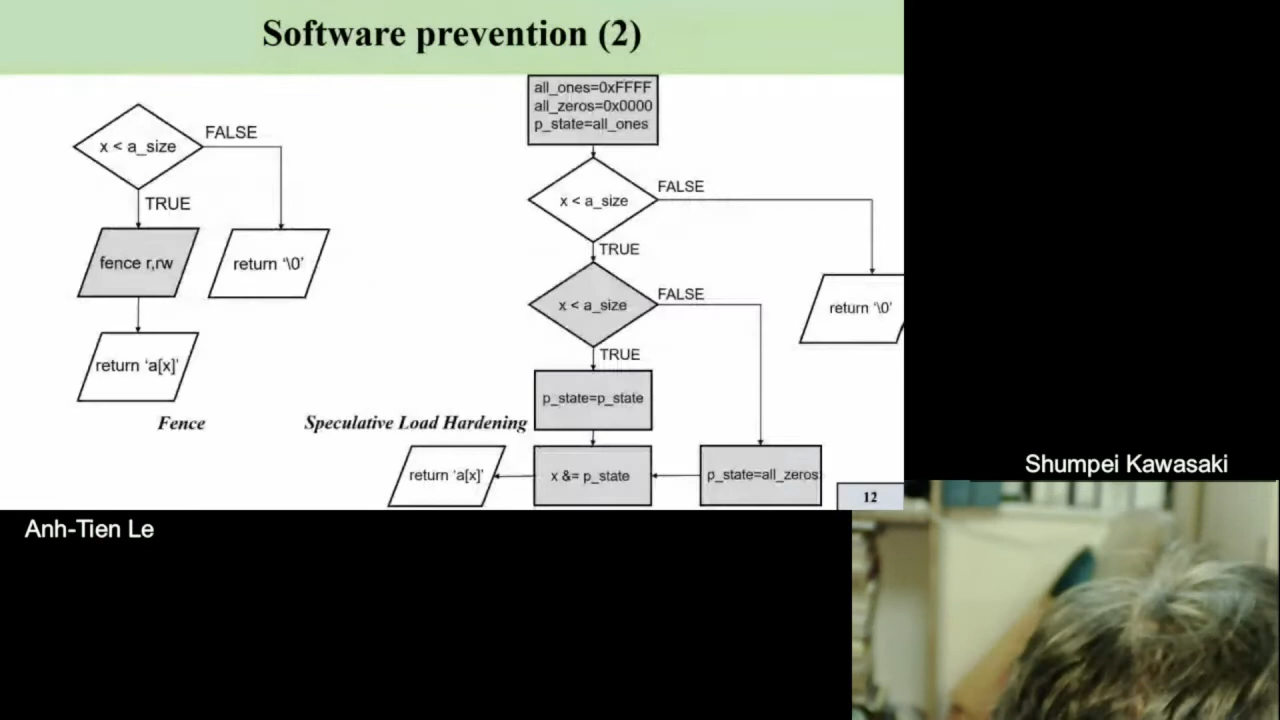 Software prevention (2)
x < a_size
FALSE
TRUE
fence r,rw
return '\0'
return 'a[x]'
Fence
all_ones=0xFFFF
all_zeros=0x0000
p_state=all_ones
x < a_size
FALSE
TRUE
x < a_size
FALSE
return '\0'
TRUE
p_state=p_state
Speculative Load Hardening
return 'a[x]'
x &= p_state
p_state=all_zeros
12
Shumpei Kawasaki
Anh-Tien Le